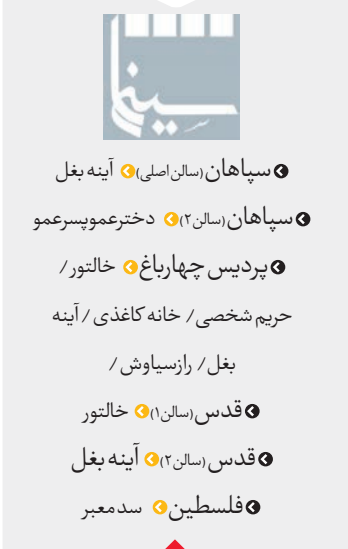 سینما
سپاهان (سالن اصلی) آینه بغل
سپاهان (سالن ۲) دخترعموپسرعمو
پردیس چهارباغ خالتور /
حریم شخصی / خانه کاغذی / آینه
بغل / رازسیاوش /
قدس (سالن ۱) خالتور
قدس (سالن ۲) آینه بغل
فلسطین سدمعبر